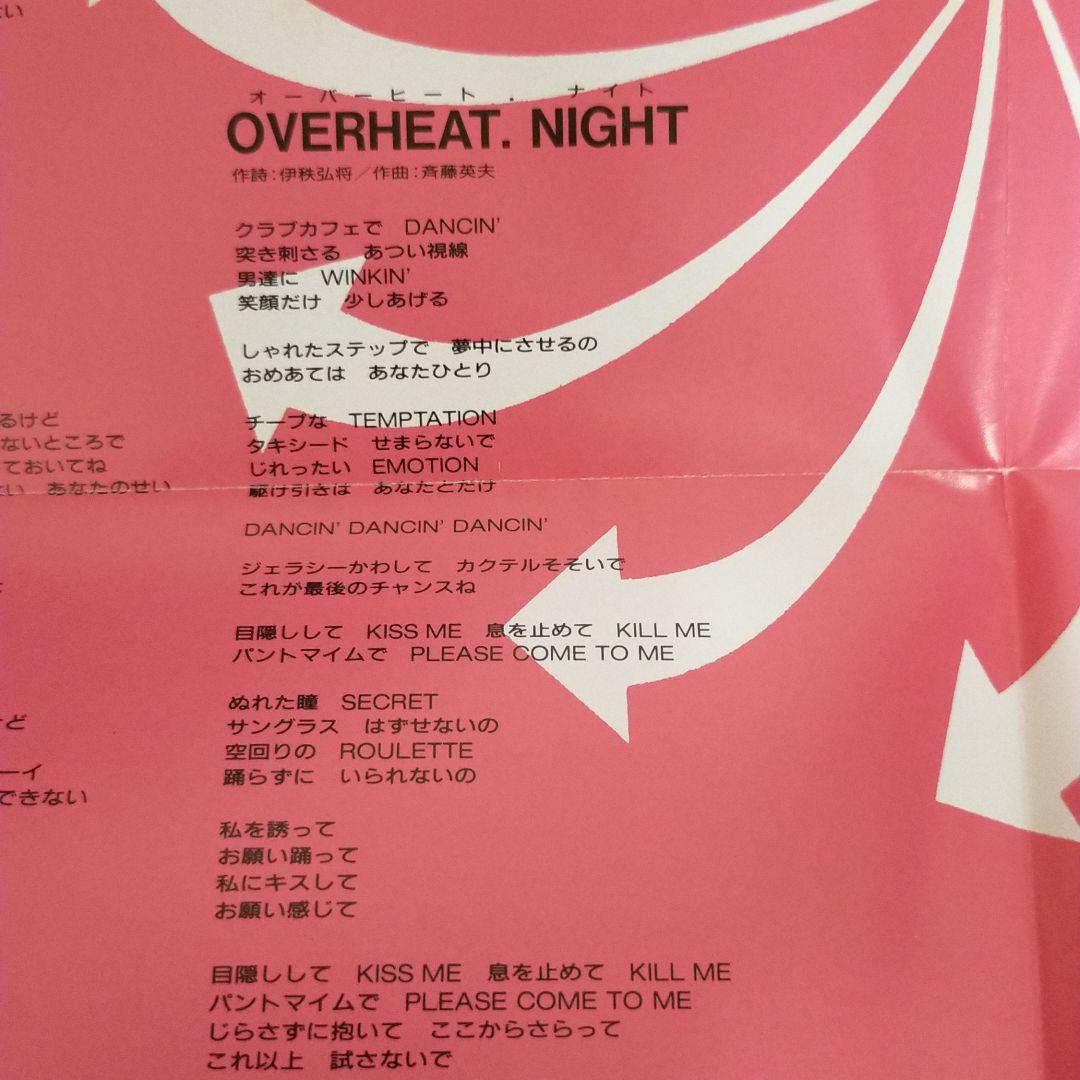 い
るけど
ないところで
ておいてね
い　あなたのせい
ど
ーイ
できない
オーバーヒート．ナイト
OVERHEAT. NIGHT
作詩：伊秩弘将／作曲：斉藤英夫
クラブカフェで　DANCIN'
突き刺さる　あつい視線
男達に　WINKIN'
笑顔だけ　少しあげる
しゃれたステップで　夢中にさせるの
おめあては　あなたひとり
チープな　TEMPTATION
タキシード　せまらないで
じれったい　EMOTION
駆け引きは　あなたとだけ
DANCIN' DANCIN' DANCIN'
ジェラシーかわして　カクテルそそいで
これが最後のチャンスね
目隠しして　KISS ME　息を止めて　KILL ME
パントマイムで　PLEASE COME TO ME
ぬれた瞳　SECRET
サングラス　はずせないの
空回りの　ROULETTE
踊らずに　いられないの
私を誘って
お願い踊って
私にキスして
お願い感じて
目隠しして　KISS ME　息を止めて　KILL ME
パントマイムで　PLEASE COME TO ME
じらさずに抱いて　ここからさらって
これ以上　試さないで